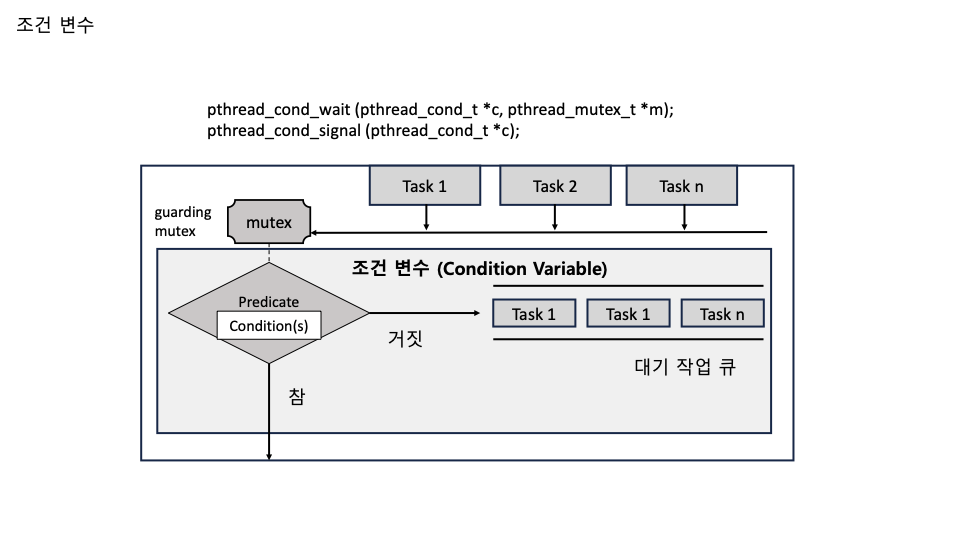 조건 변수
pthread_cond_wait (pthread_cond_t *c, pthread_mutex_t *m);
pthread_cond_signal (pthread_cond_t *c);
Task 1
Task 2
Task n
guarding
mutex
mutex
조건 변수 (Condition Variable)
Predicate
Condition(s)
거짓
Task 1
Task 1
Task n
대기 작업 큐
참